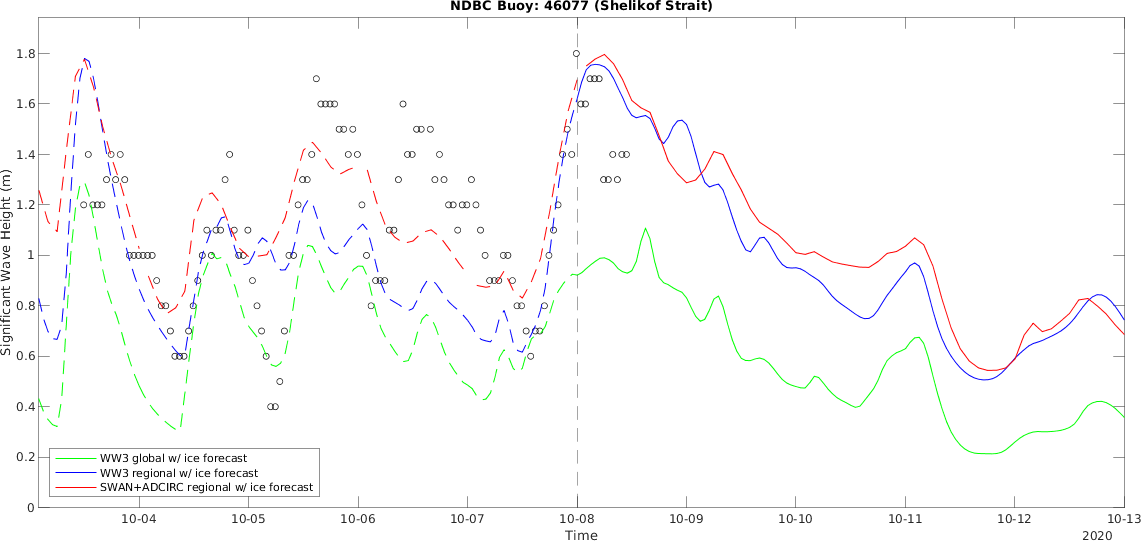 NDBC Buoy: 46077 (Shelikof Strait)
Significant Wave Height (m)
1.8
1.6
1.4
1.2
1
0.8
0.6
0.4
0.2
0
WW3 global w/ ice forecast
WW3 regional w/ ice forecast
SWAN+ADCIRC regional w/ ice forecast
10-04 10-05 10-06 10-07 10-08 10-09 10-10 10-11 10-12 10-13
Time
2020